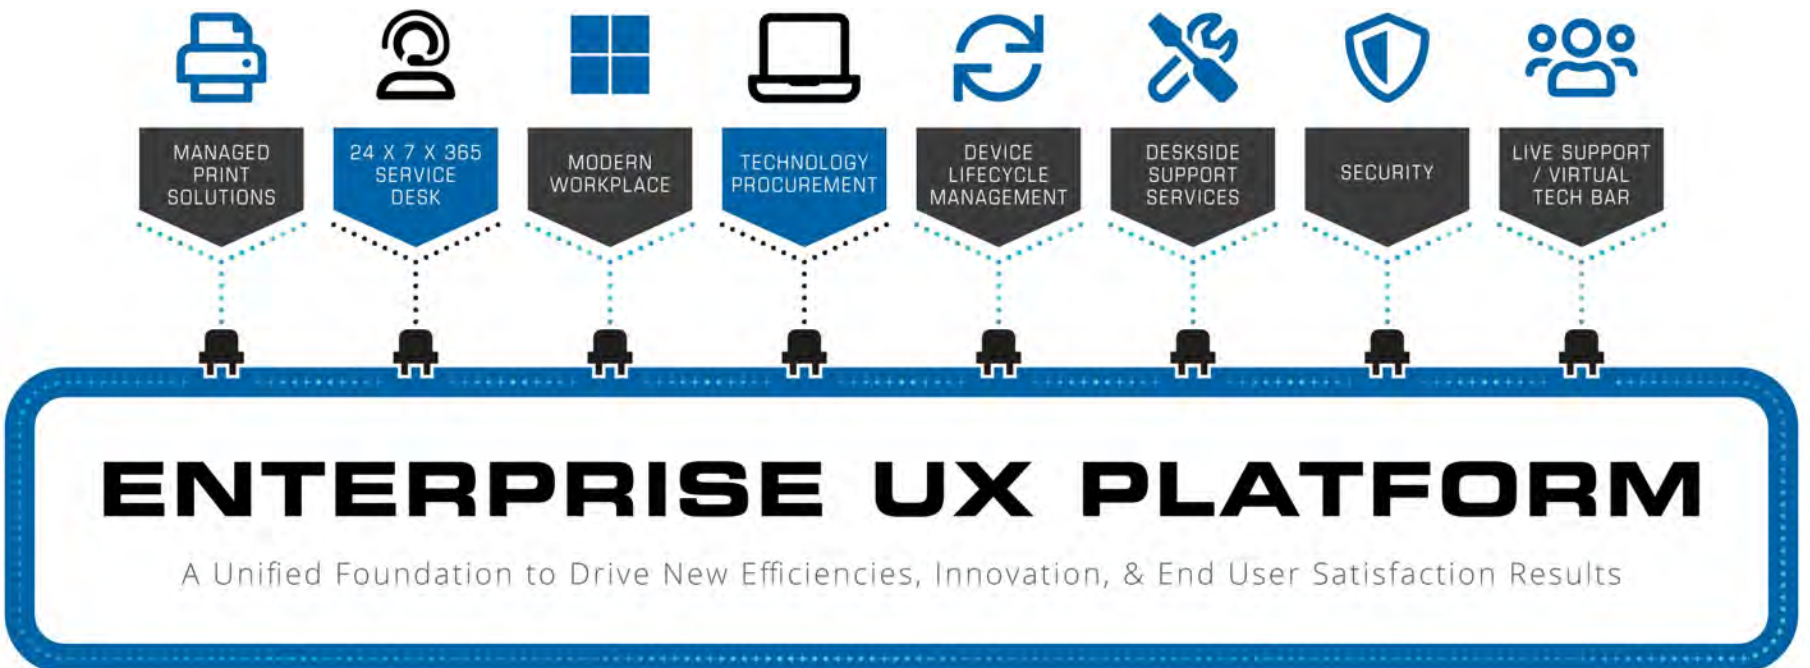 MANAGED
PRINT
SOLUTIONS
24 X 7 X 365
SERVICE
DESK
MODERN
WORKPLACE
TECHNOLOGY
PROCUREMENT
DEVICE
LIFECYCLE
MANAGEMENT
DESKSIDE
SUPPORT
SERVICES
SECURITY
LIVE SUPPORT
/ VIRTUAL
TECH BAR
ENTERPRISE UX PLATFORM
A Unified Foundation to Drive New Efficiencies, Innovation, & End User Satisfaction Results